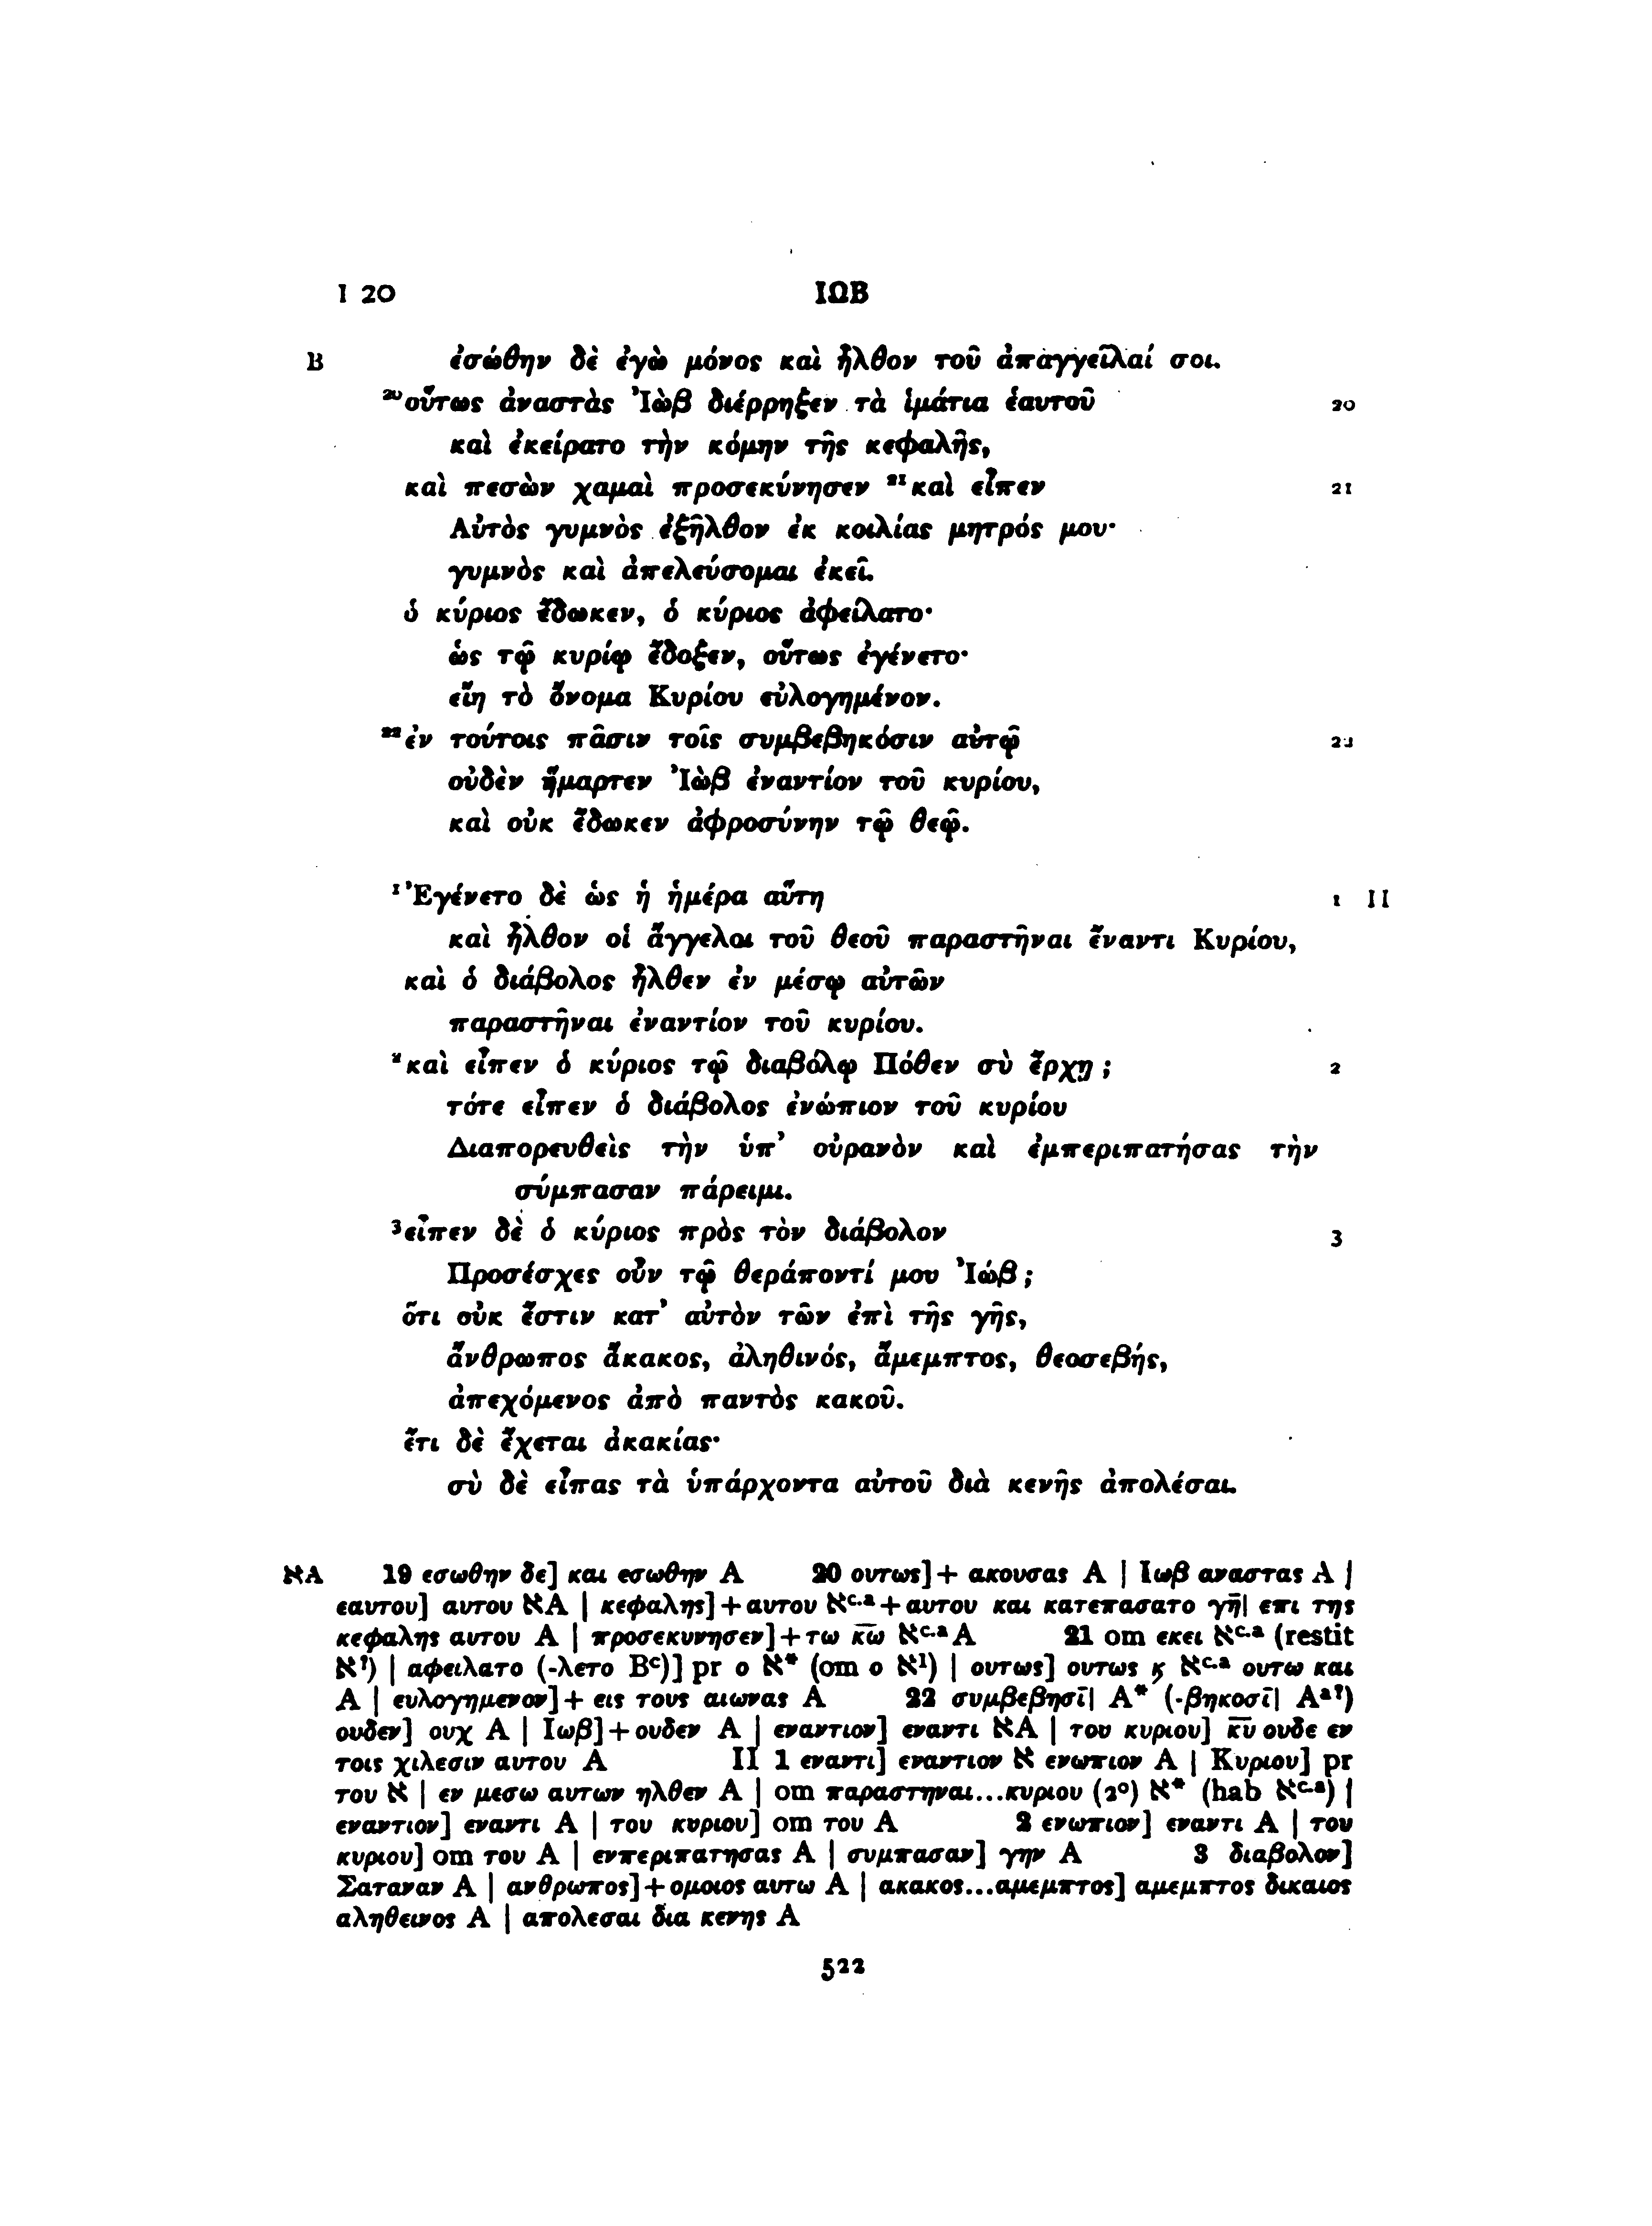 I 20 ΙΩΒ
B ἐσώθην δὲ ἐγὼ μόνος καὶ ἦλθον τοῦ ἀπαγγεῖλαί σοι.
²⁰οὕτως ἀναστὰς Ἰὼβ διέρρηξεν τὰ ἱμάτια ἑαυτοῦ 20
καὶ ἐκείρατο τὴν κόμην τῆς κεφαλῆς,
καὶ πεσὼν χαμαὶ προσεκύνησεν ²¹καὶ εἶπεν 21
Αὐτὸς γυμνὸς ἐξῆλθον ἐκ κοιλίας μητρός μου·
γυμνὸς καὶ ἀπελεύσομαι ἐκεῖ.
ὁ κύριος ἔδωκεν, ὁ κύριος ἀφείλατο·
ὡς τῷ κυρίῳ ἔδοξεν, οὕτως ἐγένετο·
εἴη τὸ ὄνομα Κυρίου εὐλογημένον.
²²ἐν τούτοις πᾶσιν τοῖς συμβεβηκόσιν αὐτῷ 22
οὐδὲν ἥμαρτεν Ἰὼβ ἐναντίον τοῦ κυρίου,
καὶ οὐκ ἔδωκεν ἀφροσύνην τῷ θεῷ.
¹Ἐγένετο δὲ ὡς ἡ ἡμέρα αὕτη 1 II
καὶ ἦλθον οἱ ἄγγελοι τοῦ θεοῦ παραστῆναι ἔναντι Κυρίου,
καὶ ὁ διάβολος ἦλθεν ἐν μέσῳ αὐτῶν
παραστῆναι ἐναντίον τοῦ κυρίου.
²καὶ εἶπεν ὁ κύριος τῷ διαβόλῳ Πόθεν σὺ ἔρχῃ; 2
τότε εἶπεν ὁ διάβολος ἐνώπιον τοῦ κυρίου
Διαπορευθεὶς τὴν ὑπ’ οὐρανὸν καὶ ἐμπεριπατήσας τὴν
σύμπασαν πάρειμι.
³εἶπεν δὲ ὁ κύριος πρὸς τὸν διάβολον 3
Προσέσχες οὖν τῷ θεράποντί μου Ἰώβ;
ὅτι οὐκ ἔστιν κατ’ αὐτὸν τῶν ἐπὶ τῆς γῆς,
ἄνθρωπος ἄκακος, ἀληθινός, ἄμεμπτος, θεοσεβής,
ἀπεχόμενος ἀπὸ παντὸς κακοῦ.
ἔτι δὲ ἔχεται ἀκακίας·
σὺ δὲ εἶπας τὰ ὑπάρχοντα αὐτοῦ διὰ κενῆς ἀπολέσαι.
ℵA 19 εσωθην δε] και εσωθην A 20 ουτως]+ ακουσας A | Ιωβ αναστας A |
εαυτου] αυτου ℵA | κεφαλης]+αυτου ℵᶜ·ᵃ+αυτου και κατεπασατο γη̄| επι της
κεφαλης αυτου A | προσεκυνησεν]+τω κ̅ω̅ ℵᶜ·ᵃA 21 om εκει ℵᶜ·ᵃ (restit
ℵ?) | αφειλατο (-λετο Bᶜ)] pr ο ℵ* (om ο ℵ¹) | ουτως] ουτως ϗ ℵᶜ·ᵃ ουτω και
A | ευλογημενον]+ εις τους αιωνας A 22 συμβεβησῑ| A* (-βηκοσῑ| Aᵃ?)
ουδεν] ουχ A | Ιωβ]+ουδεν A | εναντιον] εναντι ℵA | του κυριου] κ̅υ̅ ουδε εν
τοις χιλεσιν αυτου A II 1 εναντι] εναντιον ℵ ενωπιον A | Κυριου] pr
του ℵ | εν μεσω αυτων ηλθεν A | om παραστηναι...κυριου (2°) ℵ* (hab ℵᶜ·ᵃ) |
εναντιον] εναντι A | του κυριου] om του A 2 ενωπιον] εναντι A | του
κυριου] om του A | ενπεριπατησας A | συμπασαν] γην A 3 διαβολον]
Σαταναν A | ανθρωπος]+ομοιος αυτω A | ακακος...αμεμπτος] αμεμπτος δικαιος
αληθεινος A | απολεσαι δια κενης A
522